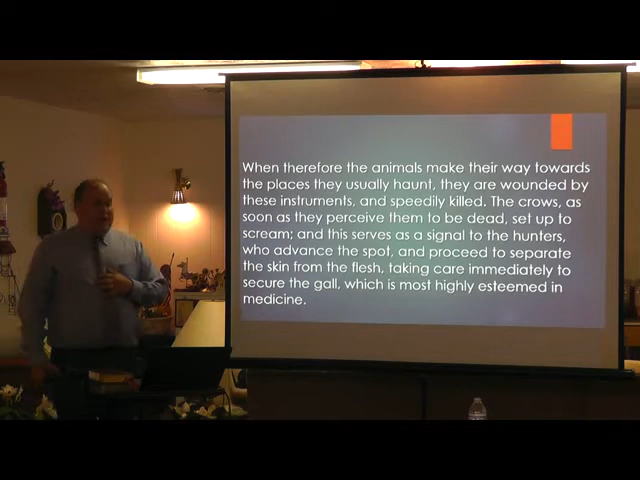 When therefore the animals make their way towards
the places they usually haunt, they are wounded by
these instruments, and speedily killed. The crows, as
soon as they perceive them to be dead, set up to
scream; and this serves as a signal to the hunters,
who advance the spot, and proceed to separate
the skin from the flesh, taking care immediately to
secure the gall, which is most highly esteemed in
medicine.